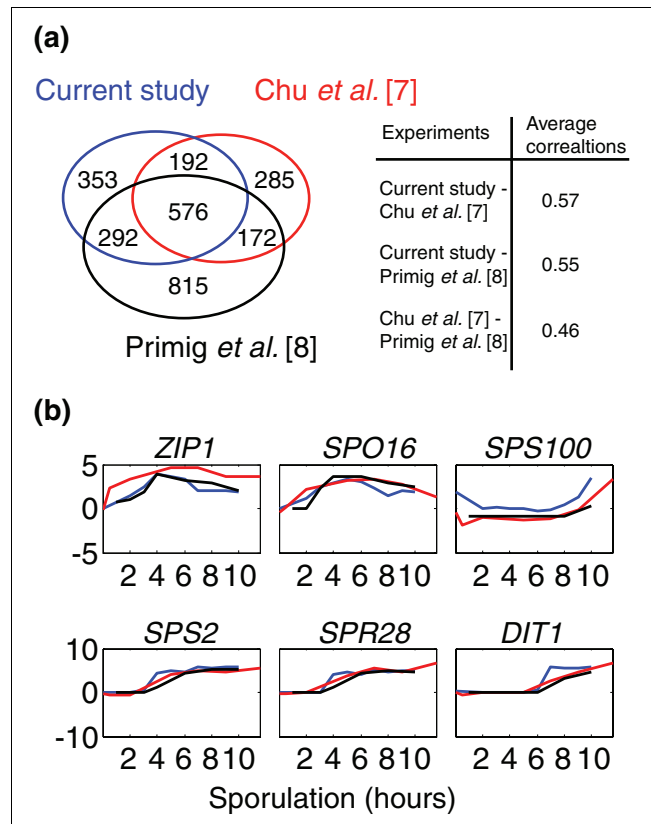 (a)
Current study Chu et al. [7]
353
192
285
576
292
172
815
Primig et al. [8]
Experiments Average correaltions
Current study - Chu et al. [7] 0.57
Current study - Primig et al. [8] 0.55
Chu et al. [7] - Primig et al. [8] 0.46
(b)
ZIP1 SPO16 SPS100
5
0
-5
2 4 6 8 10 2 4 6 8 10 2 4 6 8 10
SPS2 SPR28 DIT1
10
0
-10
2 4 6 8 10 2 4 6 8 10 2 4 6 8 10
Sporulation (hours)